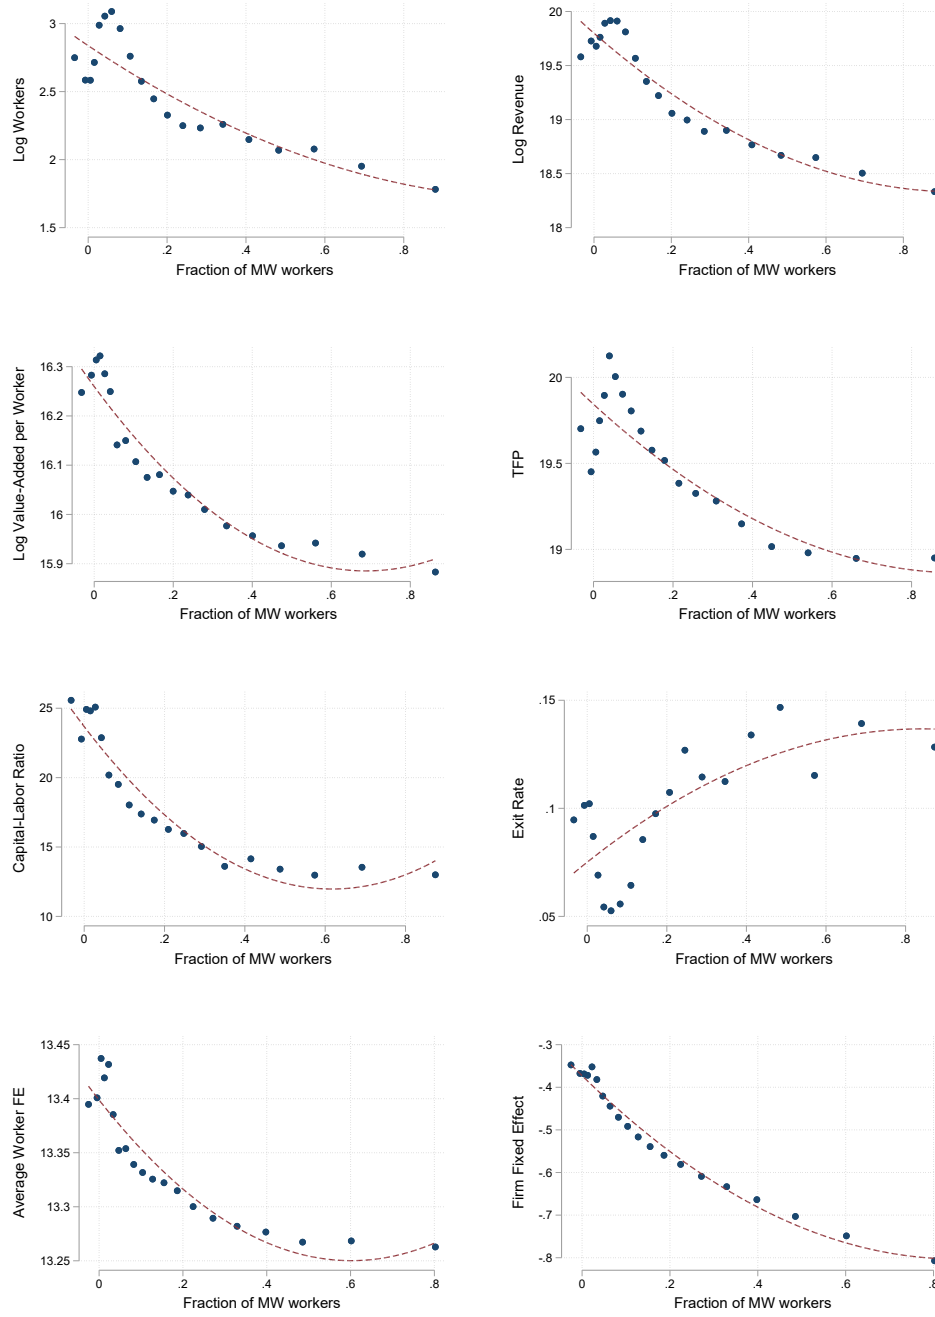 Log Workers
3
2.5
2
1.5
0 .2 .4 .6 .8
Fraction of MW workers
Log Revenue
20
19.5
19
18.5
18
0 .2 .4 .6 .8
Fraction of MW workers
Log Value-Added per Worker
16.3
16.2
16.1
16
15.9
0 .2 .4 .6 .8
Fraction of MW workers
TFP
20
19.5
19
0 .2 .4 .6 .8
Fraction of MW workers
Capital-Labor Ratio
25
20
15
10
0 .2 .4 .6 .8
Fraction of MW workers
Exit Rate
.15
.1
.05
0 .2 .4 .6 .8
Fraction of MW workers
Average Worker FE
13.45
13.4
13.35
13.3
13.25
0 .2 .4 .6 .8
Fraction of MW workers
Firm Fixed Effect
-.3
-.4
-.5
-.6
-.7
-.8
0 .2 .4 .6 .8
Fraction of MW workers